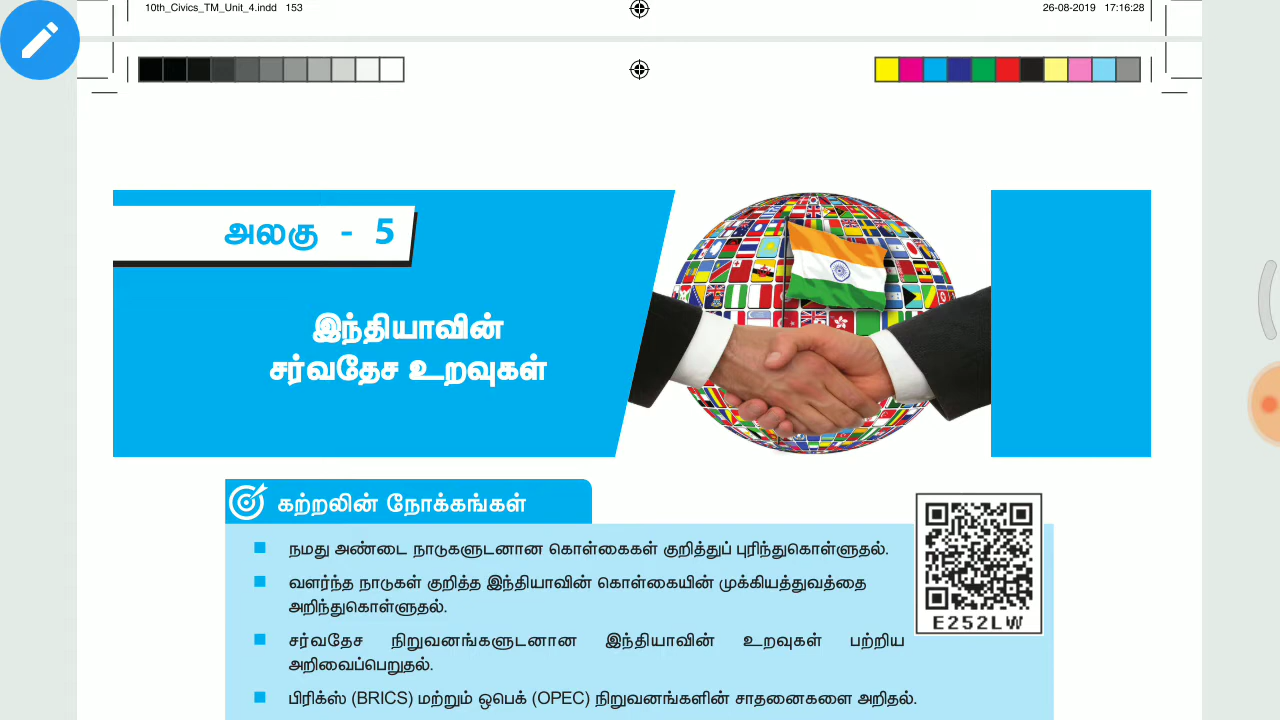 10th_Civics_TM_Unit_4.indd 153
26-08-2019 17:16:28
அலகு - 5
இந்தியாவின்
சர்வதேச உறவுகள்
கற்றலின் நோக்கங்கள்
நமது அண்டை நாடுகளுடனான கொள்கைகள் குறித்துப் புரிந்துகொள்ளுதல்.
வளர்ந்த நாடுகள் குறித்த இந்தியாவின் கொள்கையின் முக்கியத்துவத்தை
அறிந்துகொள்ளுதல்.
சர்வதேச நிறுவனங்களுடனான இந்தியாவின் உறவுகள் பற்றிய
அறிவைப்பெறுதல்.
பிரிக்ஸ் (BRICS) மற்றும் ஒபெக் (OPEC) நிறுவனங்களின் சாதனைகளை அறிதல்.
E252LW